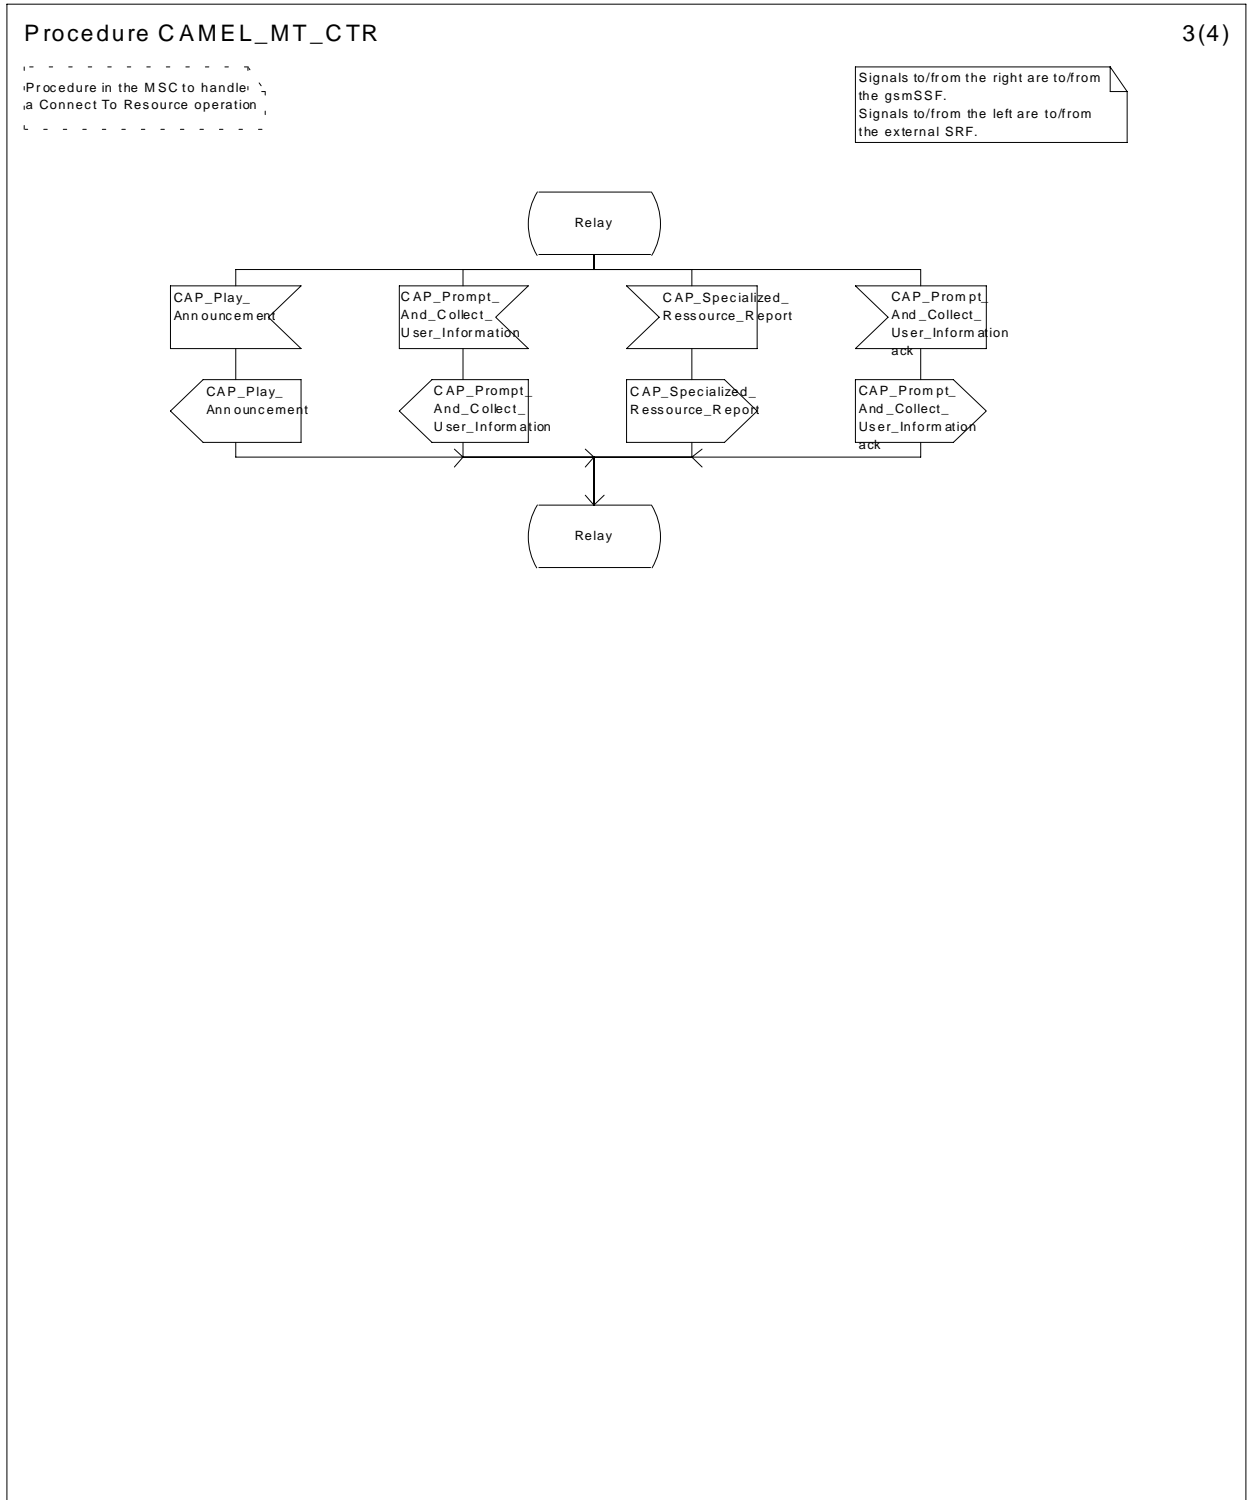 Procedure CAMEL_MT_CTR
3(4)
Procedure in the MSC to handle
a Connect To Resource operation
Signals to/from the right are to/from
the gsmSSF.
Signals to/from the left are to/from
the external SRF.
Relay
CAP_Play_
Announcement
CAP_Prompt_
And_Collect_
User_Information
CAP_Specialized_
Ressource_Report
CAP_Prompt_
And_Collect_
User_Information
ack
CAP_Play_
Announcement
CAP_Prompt_
And_Collect_
User_Information
CAP_Specialized_
Ressource_Report
CAP_Prompt_
And_Collect_
User_Information
ack
Relay